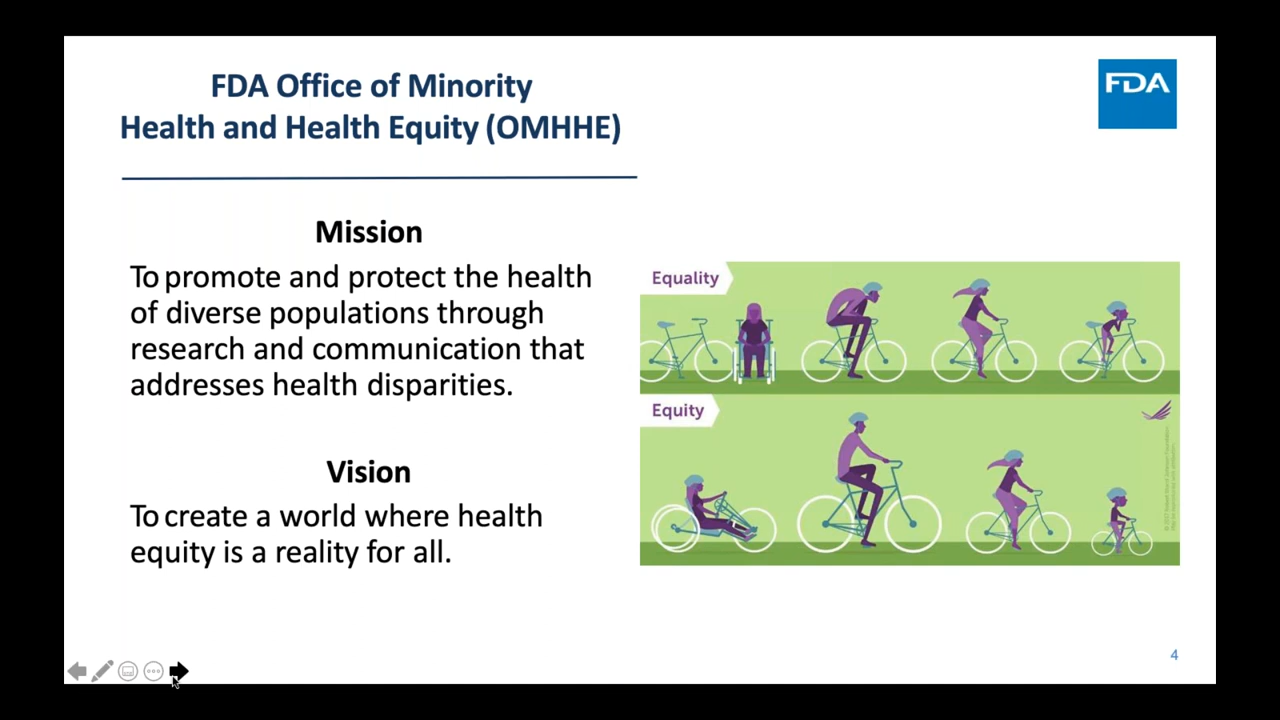 FDA Office of Minority
Health and Health Equity (OMHHE)
FDA
Mission
To promote and protect the health
of diverse populations through
research and communication that
addresses health disparities.
Vision
To create a world where health
equity is a reality for all.
Equality
Equity
4